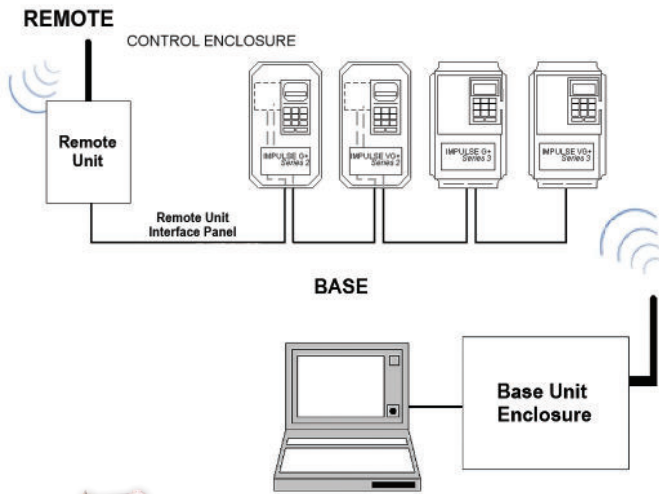 REMOTE
CONTROL ENCLOSURE
Remote
Unit
IMPULSE G+
Series 2
IMPULSE VG+
Series 2
IMPULSE G+
Series 3
IMPULSE VG+
Series 3
Remote Unit
Interface Panel
BASE
Base Unit
Enclosure